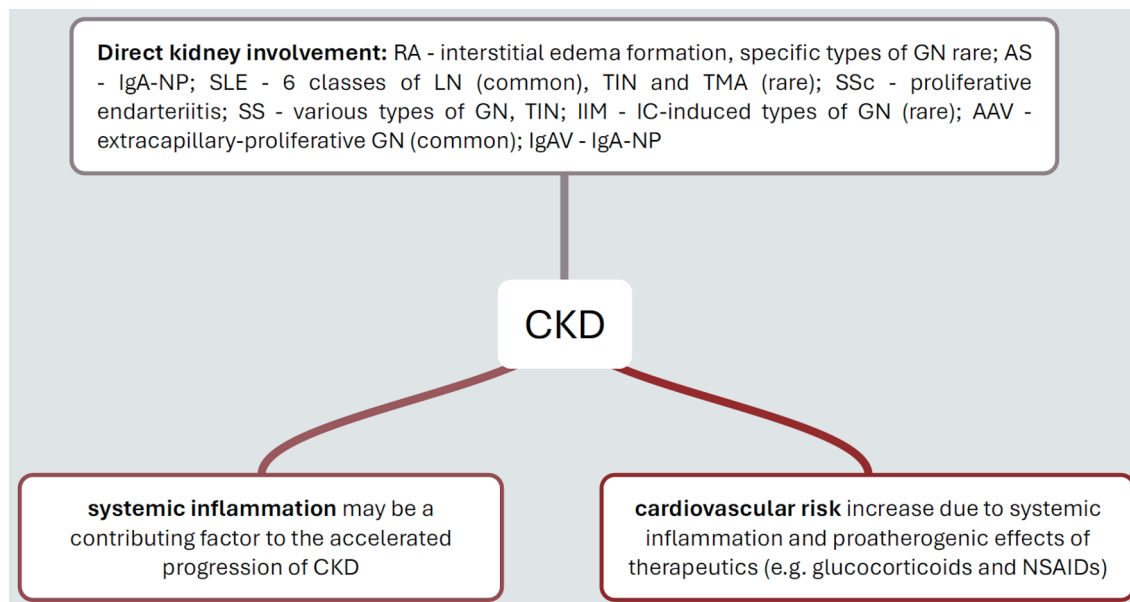 Direct kidney involvement: RA - interstitial edema formation, specific types of GN rare; AS
- IgA-NP; SLE - 6 classes of LN (common), TIN and TMA (rare); SSc - proliferative
endarteriitis; SS - various types of GN, TIN; IIM - IC-induced types of GN (rare); AAV -
extracapillary-proliferative GN (common); IgAV - IgA-NP
CKD
systemic inflammation may be a
contributing factor to the accelerated
progression of CKD
cardiovascular risk increase due to systemic
inflammation and proatherogenic effects of
therapeutics (e.g. glucocorticoids and NSAIDs)